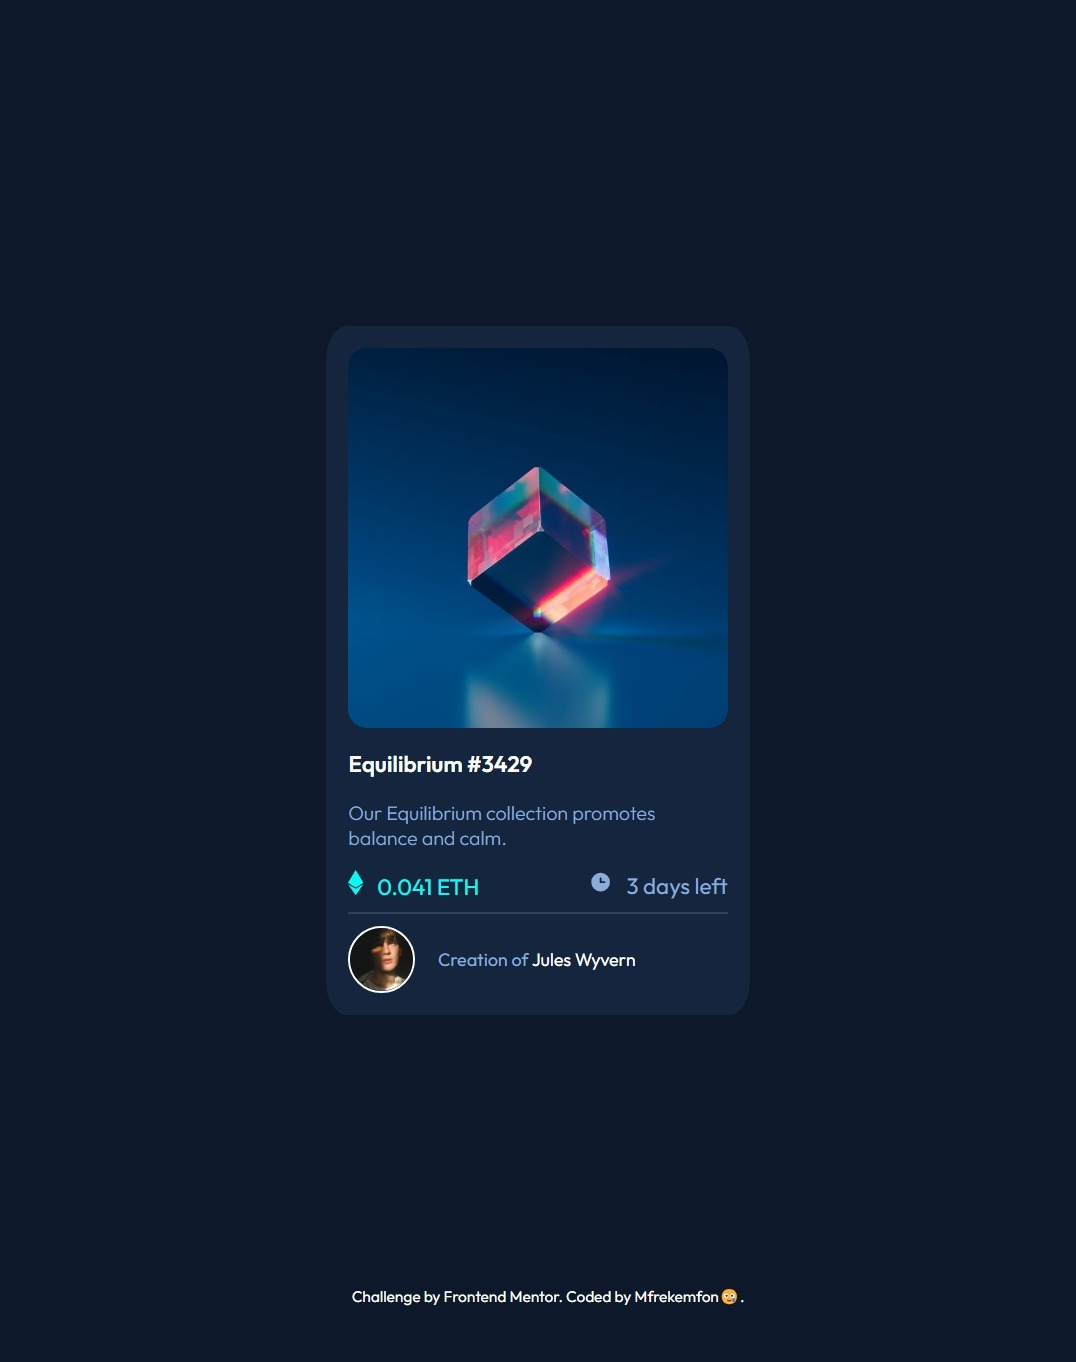 Equilibrium #3429
Our Equilibrium collection promotes
balance and calm.
0.041 ETH 3 days left
Creation of Jules Wyvern
Challenge by Frontend Mentor. Coded by Mfrekemfon😳.